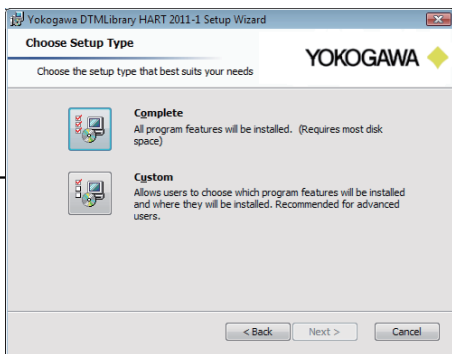 Yokogawa DTMLibrary HART 2011-1 Setup Wizard
Choose Setup Type
Choose the setup type that best suits your needs
YOKOGAWA
Complete
All program features will be installed. (Requires most disk
space)
Custom
Allows users to choose which program features will be installed
and where they will be installed. Recommended for advanced
users.
< Back
Next >
Cancel